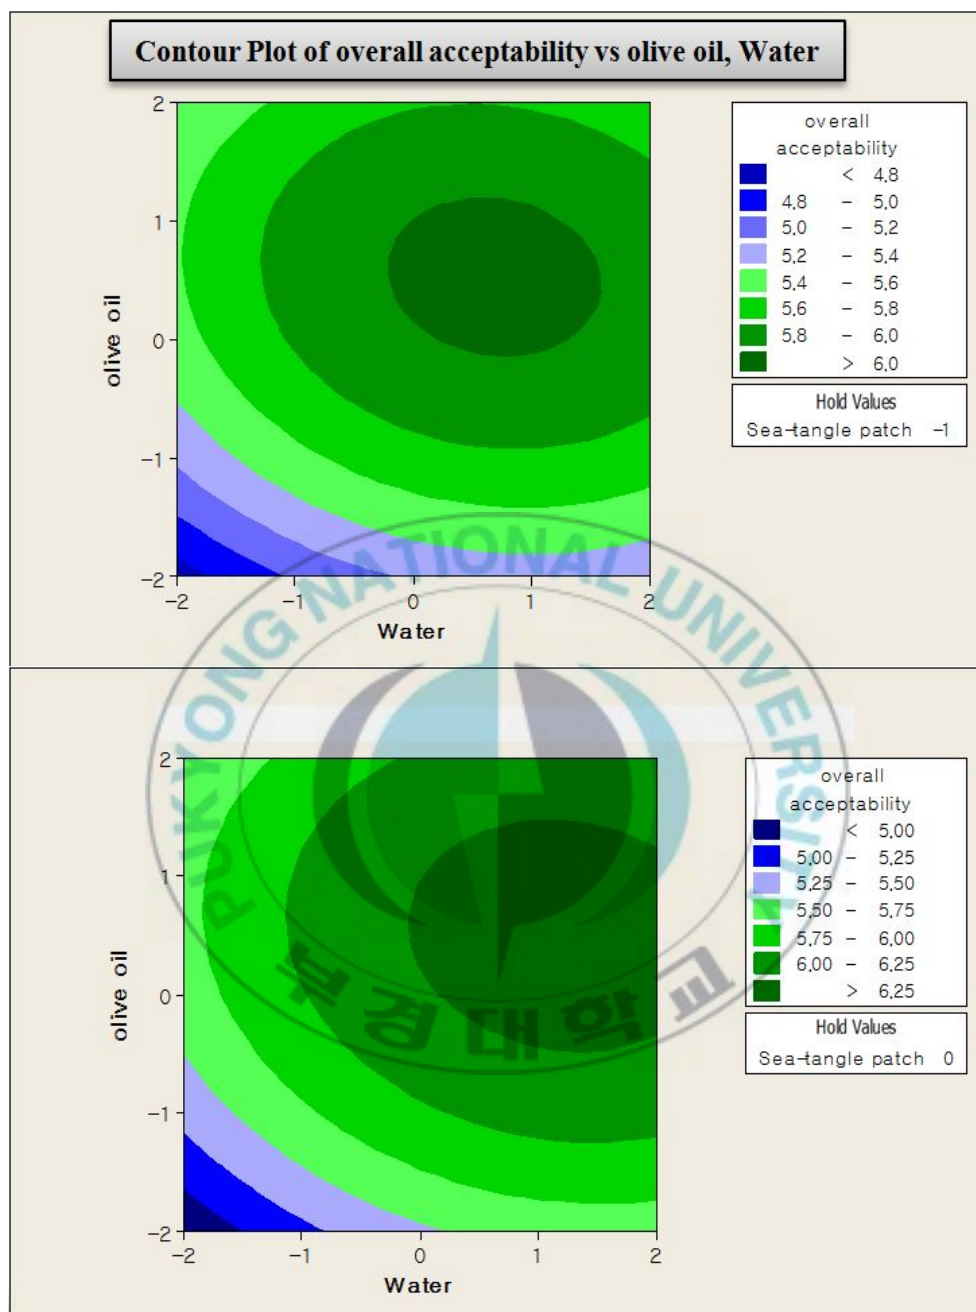 Contour Plot of overall acceptability vs olive oil, Water
2
1
0
−1
−2
olive oil
−2 −1 0 1 2
Water
overall
acceptability
< 4,8
4,8 – 5,0
5,0 – 5,2
5,2 – 5,4
5,4 – 5,6
5,6 – 5,8
5,8 – 6,0
> 6,0
Hold Values
Sea-tangle patch −1
PUKYONG NATIONAL UNIVERSITY
부경대학교
2
1
0
−1
−2
olive oil
−2 −1 0 1 2
Water
overall
acceptability
< 5,00
5,00 – 5,25
5,25 – 5,50
5,50 – 5,75
5,75 – 6,00
6,00 – 6,25
> 6,25
Hold Values
Sea-tangle patch 0